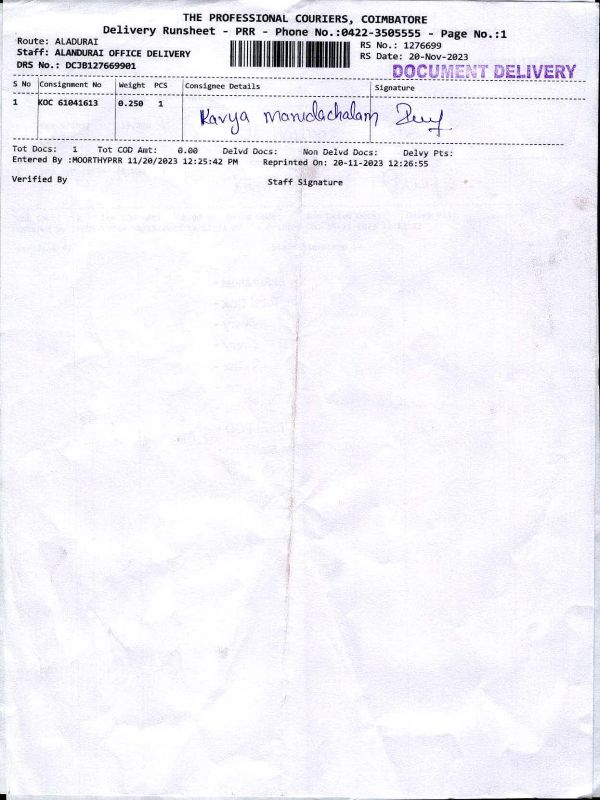 THE PROFESSIONAL COURIERS, COIMBATORE
Delivery Runsheet - PRR - Phone No.:0422-3505555 - Page No.:1
Route: ALADURAI
Staff: ALANDURAI OFFICE DELIVERY
DRS No.: DCJB127669901
RS No.: 1276699
RS Date: 20-Nov-2023
DOCUMENT DELIVERY
S No Consignment No Weight PCS Consignee Details Signature
1 KOC 61041613 0.250 1 Kavya
Tot Docs: 1 Tot COD Amt: 0.00 Delvd Docs: Non Delvd Docs: Delvy Pts:
Entered By :MOORTHYPRR 11/20/2023 12:25:42 PM Reprinted On: 20-11-2023 12:26:55
Verified By Staff Signature